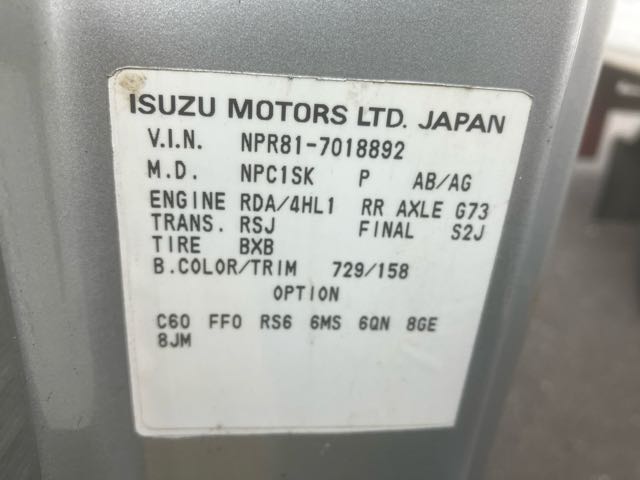 ISUZU MOTORS LTD. JAPAN
V.I.N. NPR81-7018892
M.D. NPC1SK P AB/AG
ENGINE RDA/4HL1 RR AXLE G73
TRANS. RSJ FINAL S2J
TIRE BXB
B.COLOR/TRIM 729/158
OPTION
C60 FFO RS6 6MS 6QN 8GE
8JM